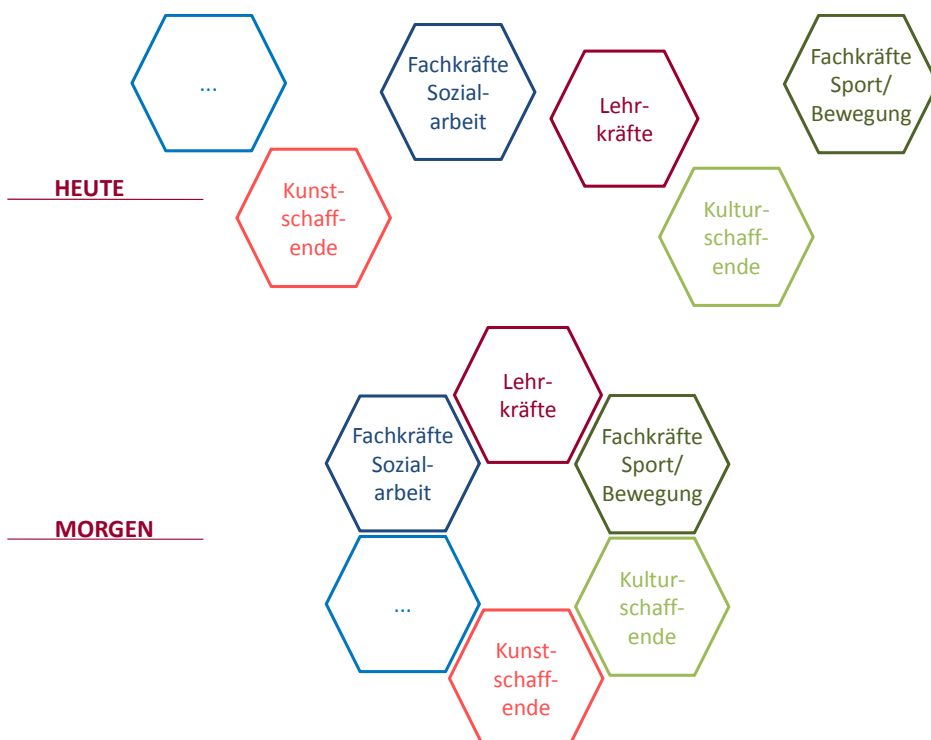 ...
Fachkräfte
Sozial-
arbeit
Lehr-
kräfte
Fachkräfte
Sport/
Bewegung
HEUTE
Kunst-
schaff-
ende
Kultur-
schaff-
ende
Lehr-
kräfte
Fachkräfte
Sozial-
arbeit
Fachkräfte
Sport/
Bewegung
MORGEN
...
Kultur-
schaff-
ende
Kunst-
schaff-
ende